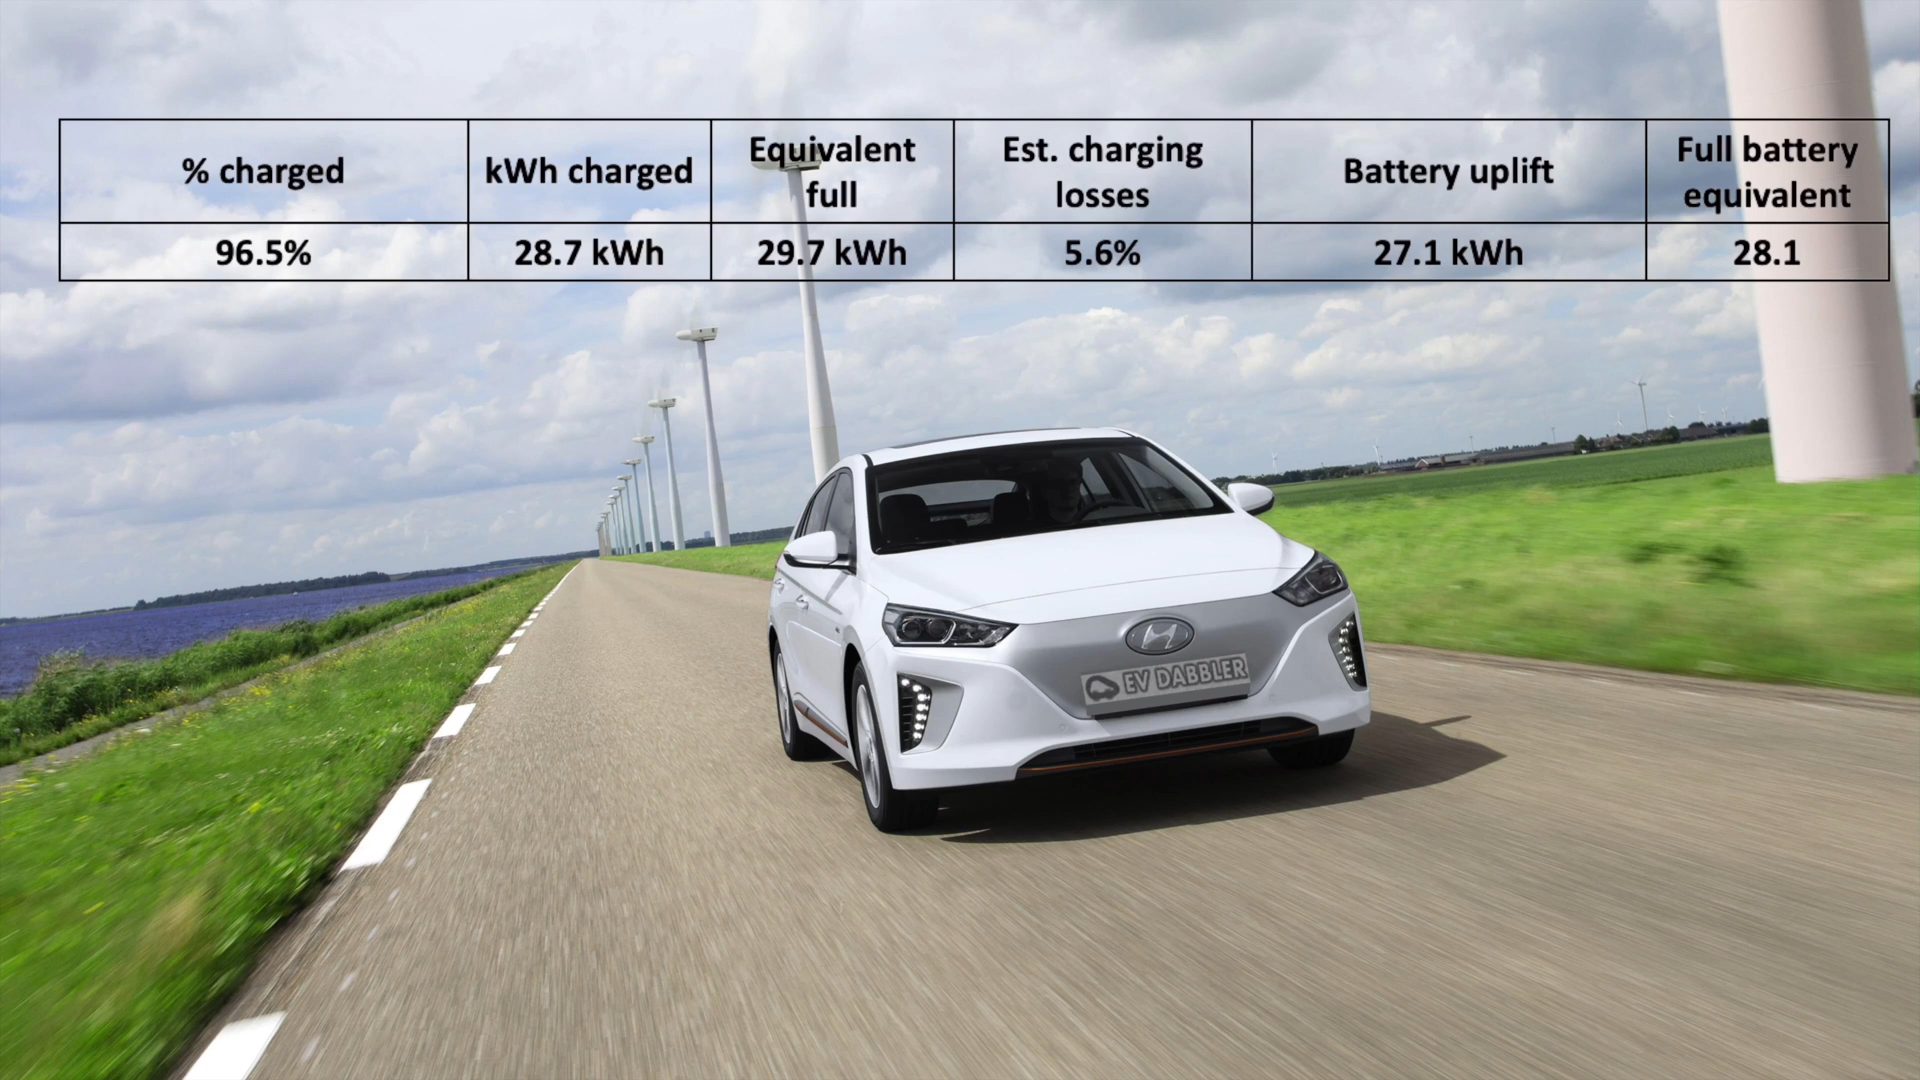 % charged
kWh charged
Equivalent
full
Est. charging
losses
Battery uplift
Full battery
equivalent
96.5%
28.7 kWh
29.7 kWh
5.6%
27.1 kWh
28.1
EV DABBLER